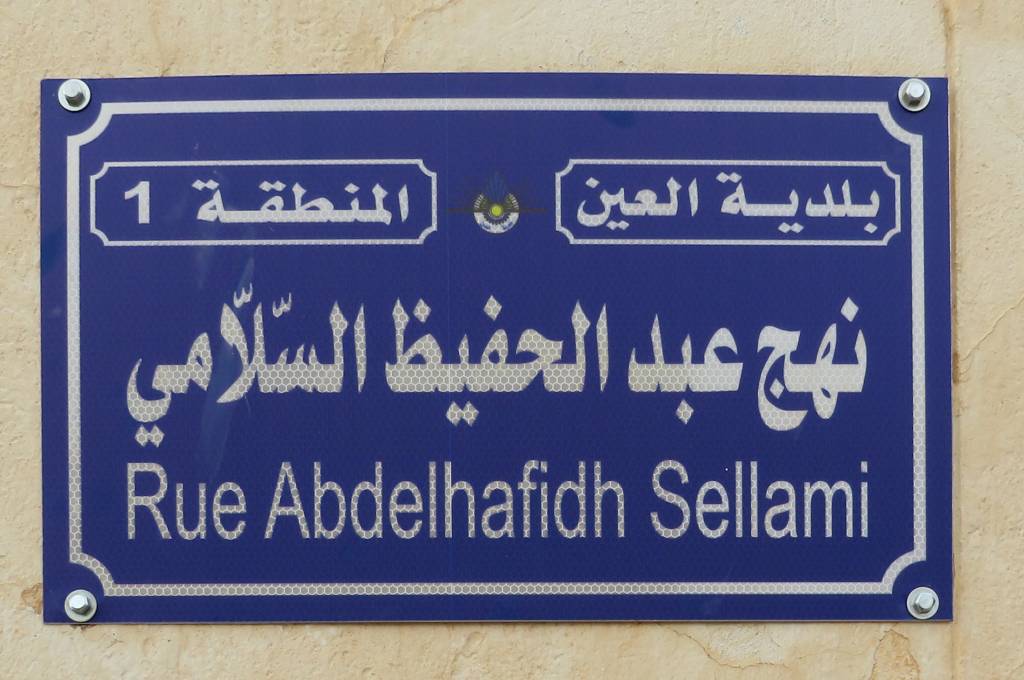 بلدية العين
المنطقة 1
نهج عبد الحفيظ السّلّامي
Rue Abdelhafidh Sellami